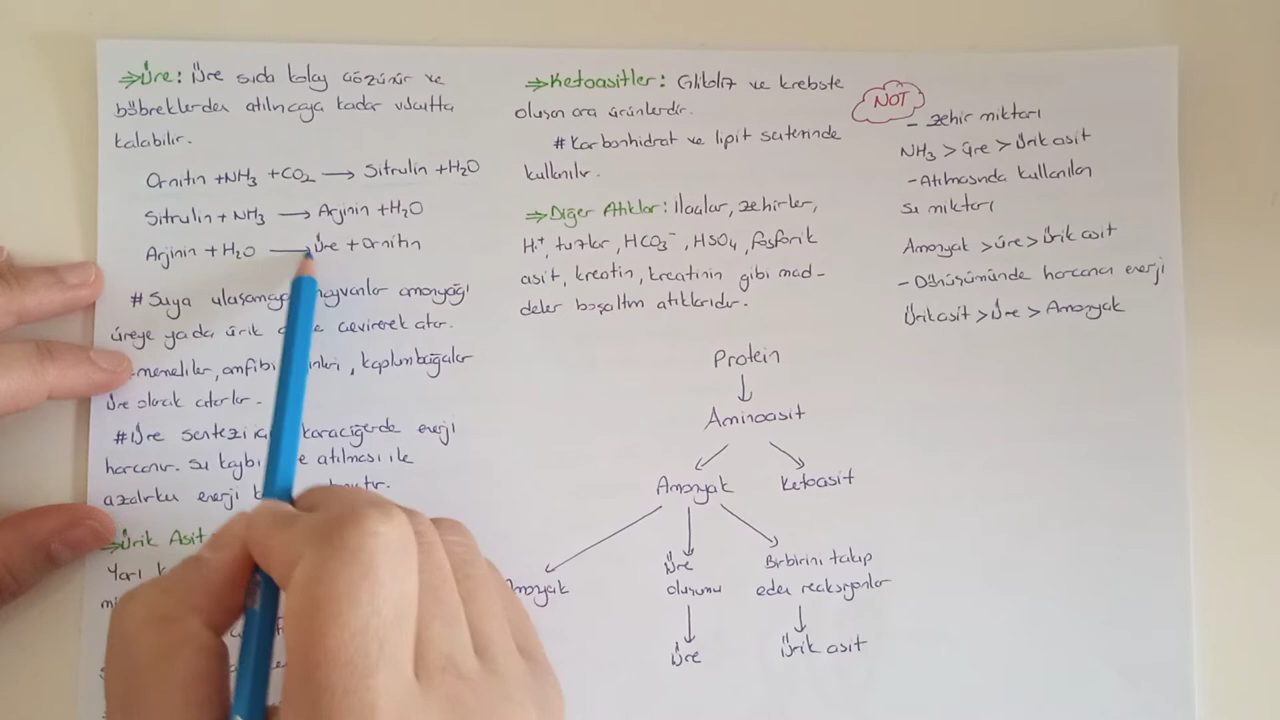 ⇒Üre: Üre suda kolay çözünür ve
böbreklerden atılıncaya kadar vücutta
kalabilir.
Ornitin +NH3 +CO2 → Sitrulin +H2O
Sitrulin + NH3 → Arjinin +H2O
Arjinin + H2O → Üre + Ornitin
# Suya hayvanlar amonyağı
üreye ya da ürik çevirerek atar.
memeliler, amfibi, kaplumbağalar
Üre olarak atarlar.
#Üre sentezi karaciğerde enerji
harcanır. Su kaybı atılması ile
azalırken enerji
⇒Ürik Asit
Yarı
⇒Ketoasitler: Glikoliz ve krebste
oluşan ara ürünlerdir.
# Karbonhidrat ve lipit sentezinde
kullanılır.
⇒Diğer Atıklar: İlaçlar, zehirler,
H+, tuzlar, HCO3-, HSO4, fosforik
asit, kreatin, kreatinin gibi mad-
deler boşaltım atıklarıdır.
Protein
Aminoasit
Amonyak Ketoasit
Amonyak
Üre
oluşumu
Üre
Birbirini takip
eden reaksiyonlar
Ürik asit
NOT
- zehir miktarı
NH3 > üre > Ürik asit
-Atılmasında kullanılan
su miktarı
Amonyak > üre > Ürik asit
- Dönüşümünde harcanan enerji
Ürik asit > Üre > Amonyak